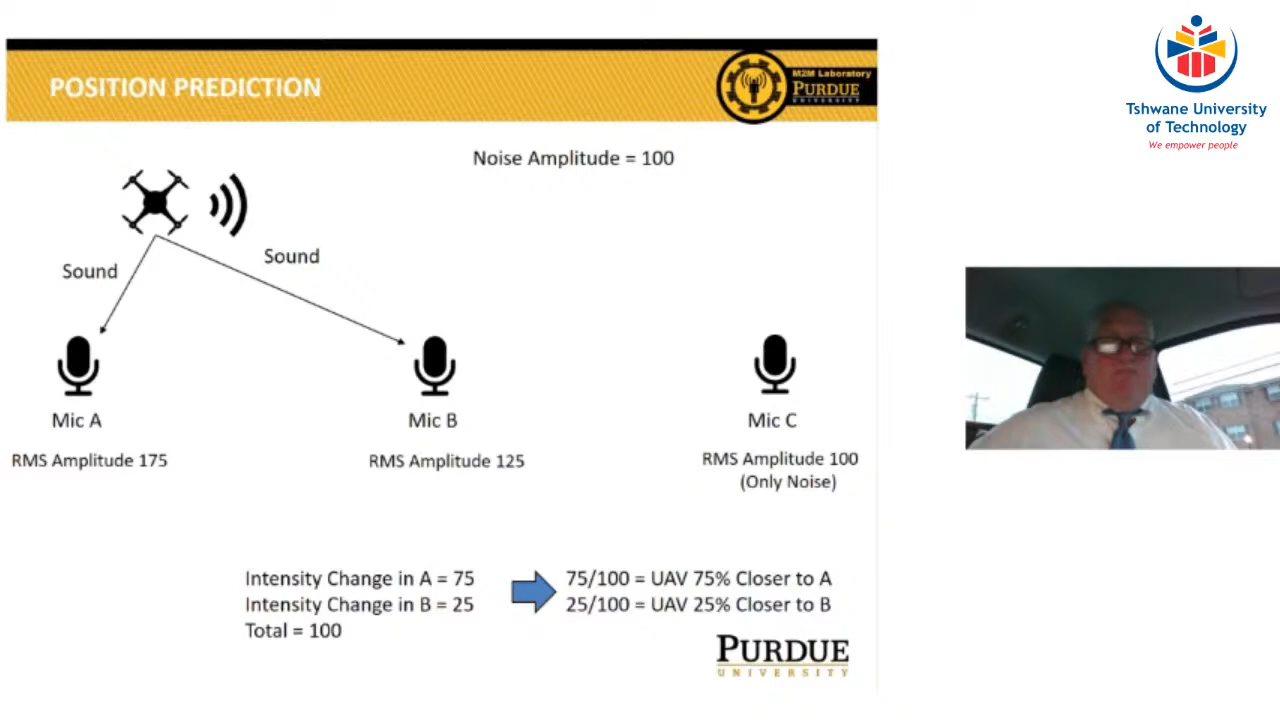 POSITION PREDICTION
M2M Laboratory
PURDUE
UNIVERSITY
Tshwane University
of Technology
We empower people
Noise Amplitude = 100
Sound
Sound
Mic A
Mic B
Mic C
RMS Amplitude 175
RMS Amplitude 125
RMS Amplitude 100
(Only Noise)
Intensity Change in A = 75
Intensity Change in B = 25
Total = 100
75/100 = UAV 75% Closer to A
25/100 = UAV 25% Closer to B
PURDUE
UNIVERSITY